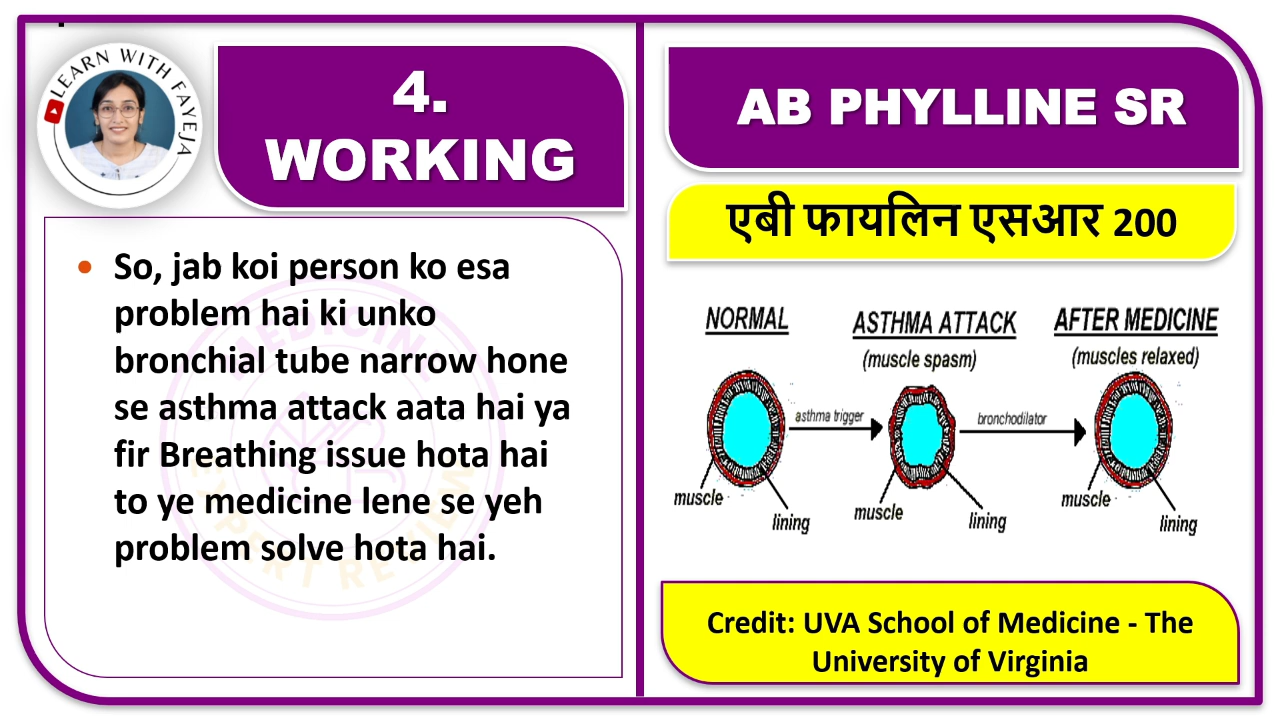 LEARN WITH FAYEJA
4.
WORKING
So, jab koi person ko esa
problem hai ki unko
bronchial tube narrow hone
se asthma attack aata hai ya
fir Breathing issue hota hai
to ye medicine lene se yeh
problem solve hota hai.
AB PHYLLINE SR
एबी फायलिन एसआर 200
NORMAL
ASTHMA ATTACK
(muscle spasm)
AFTER MEDICINE
(muscles relaxed)
asthma trigger
bronchodilator
muscle
lining
muscle
lining
muscle
lining
Credit: UVA School of Medicine - The
University of Virginia